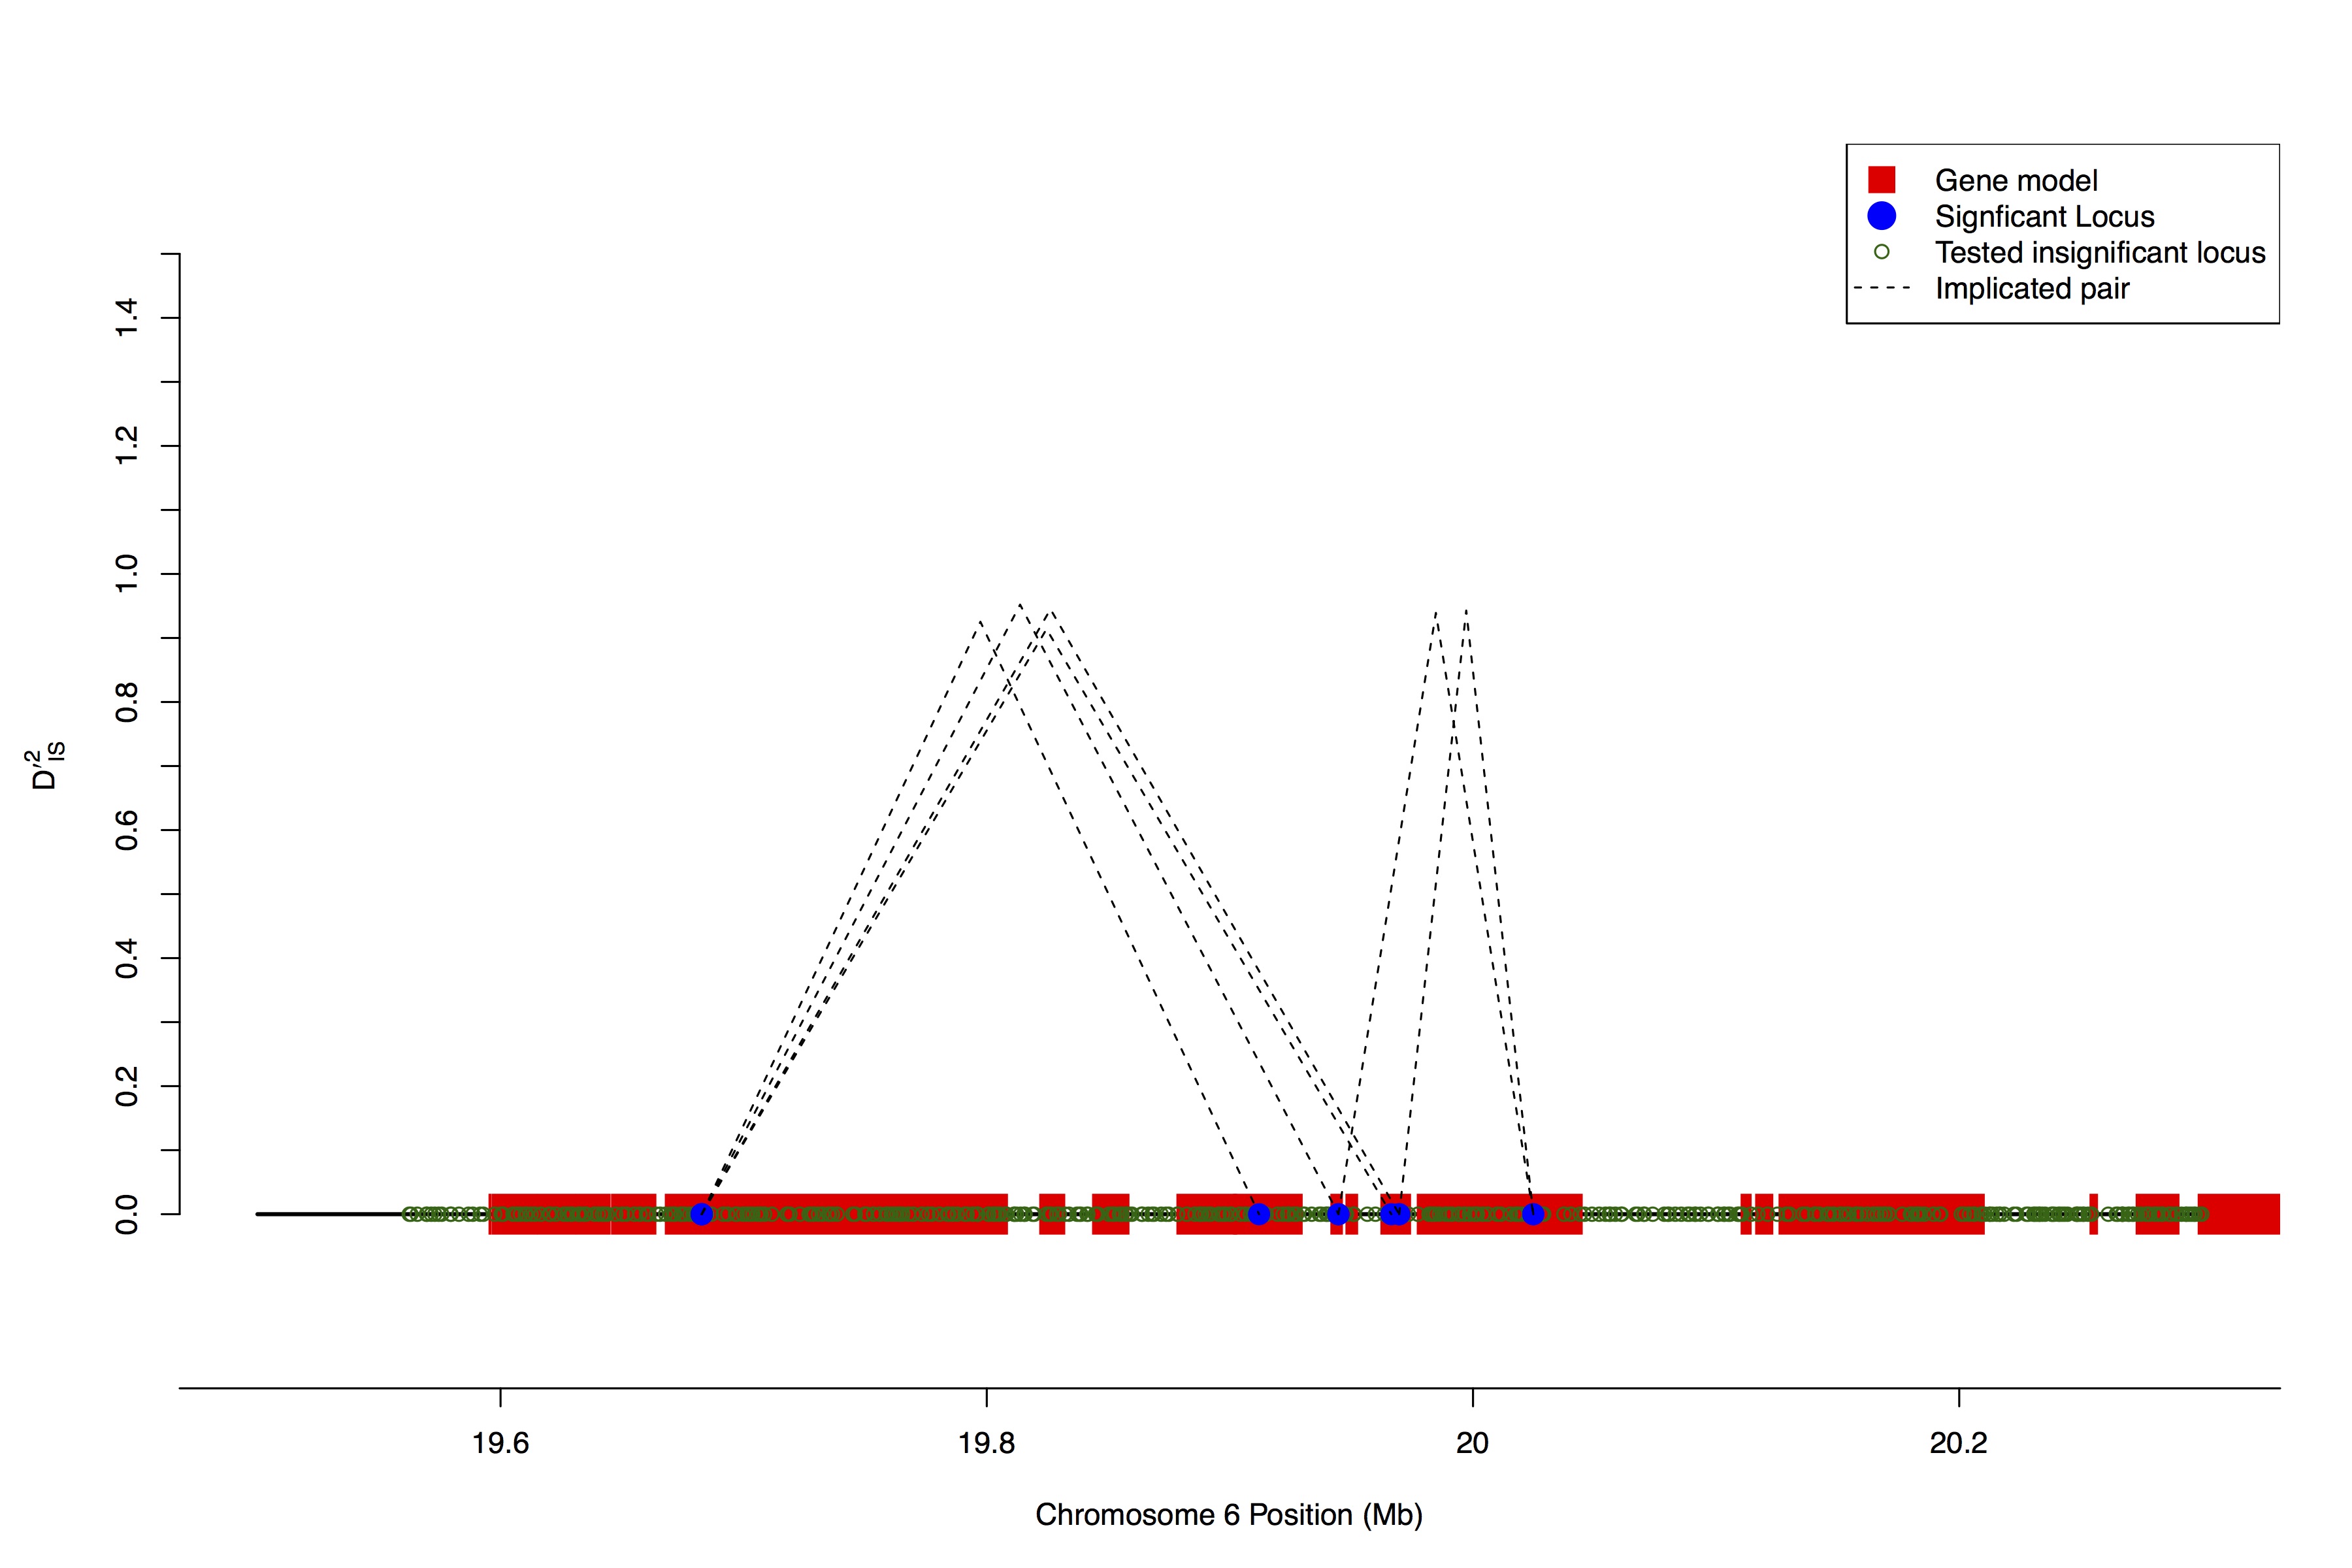 Gene model
Signficant Locus
Tested insignificant locus
Implicated pair
1.4
1.2
1.0
0.8
0.6
0.4
0.2
0.0
D′²IS
19.6 19.8 20 20.2
Chromosome 6 Position (Mb)